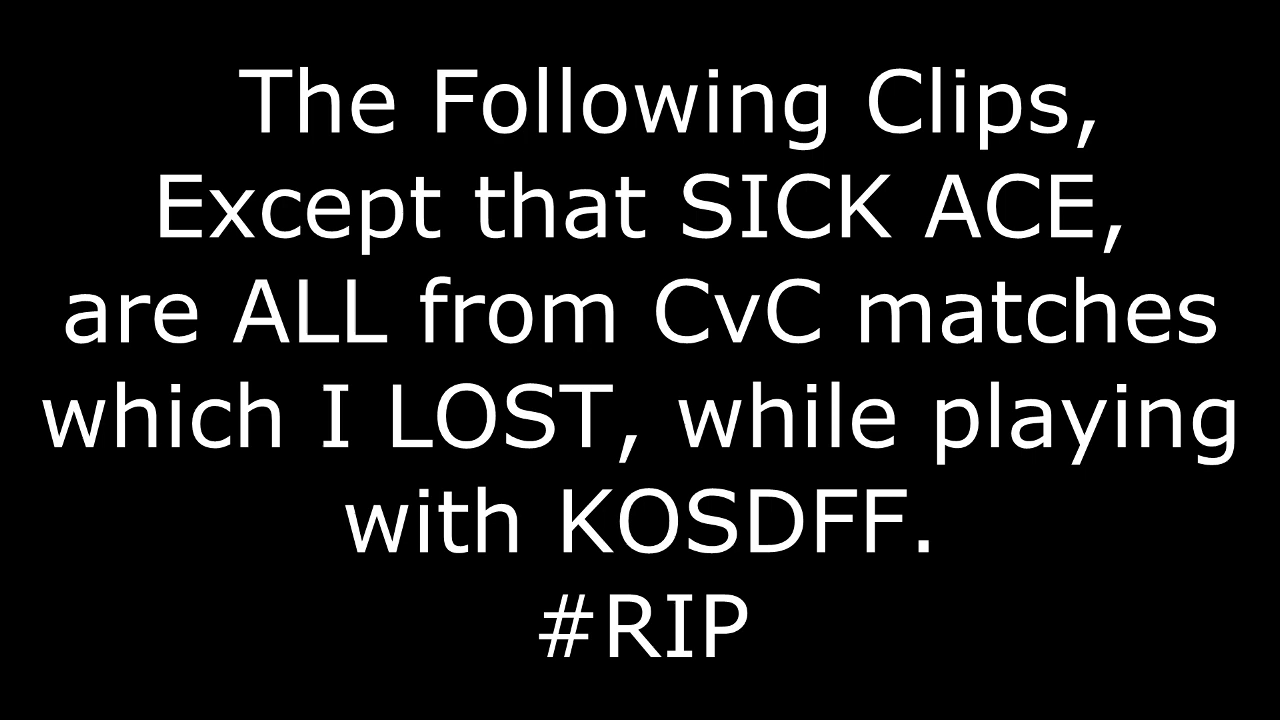 The Following Clips,
Except that SICK ACE,
are ALL from CvC matches
which I LOST, while playing
with KOSDFF.
#RIP